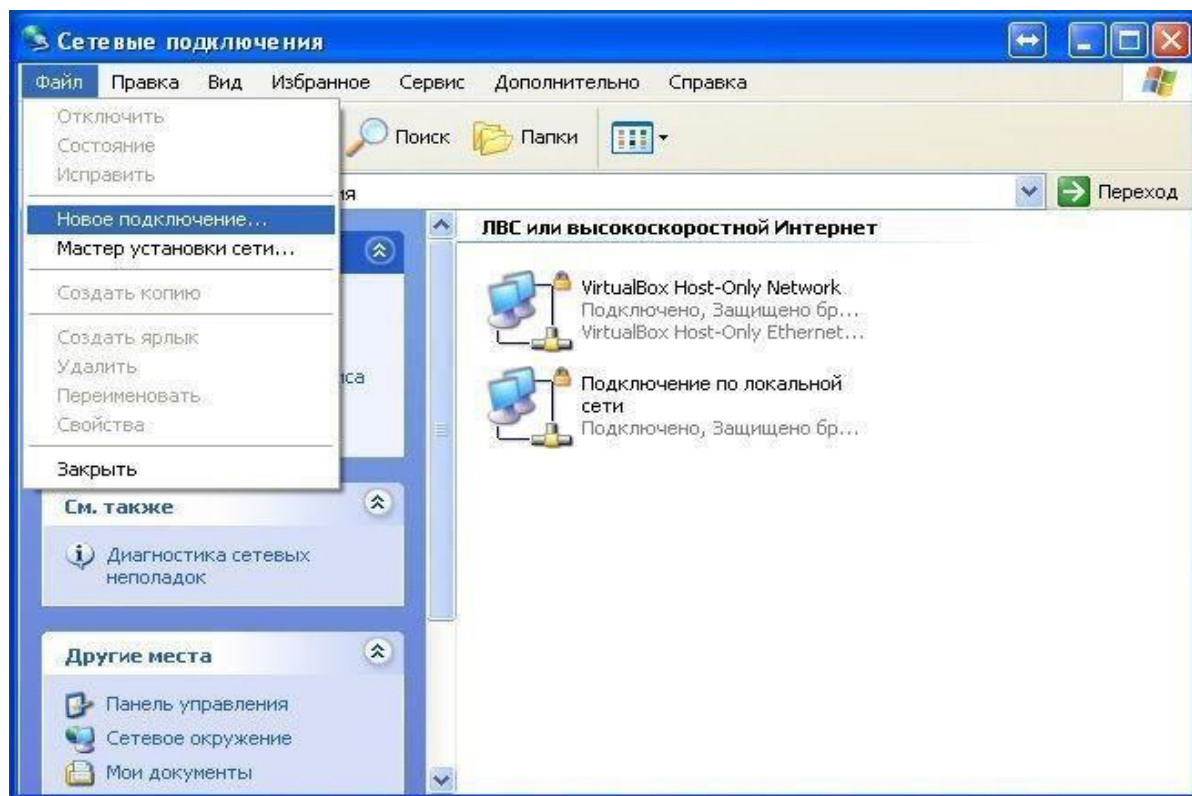 Сетевые подключения
Файл Правка Вид Избранное Сервис Дополнительно Справка
Отключить
Состояние
Исправить
Новое подключение...
Мастер установки сети...
Создать копию
Создать ярлык
Удалить
Переименовать
Свойства
Закрыть
Поиск Папки
Переход
ЛВС или высокоскоростной Интернет
VirtualBox Host-Only Network
Подключено, Защищено бр...
VirtualBox Host-Only Ethernet...
Подключение по локальной
сети
Подключено, Защищено бр...
См. также
Диагностика сетевых
неполадок
Другие места
Панель управления
Сетевое окружение
Мои документы